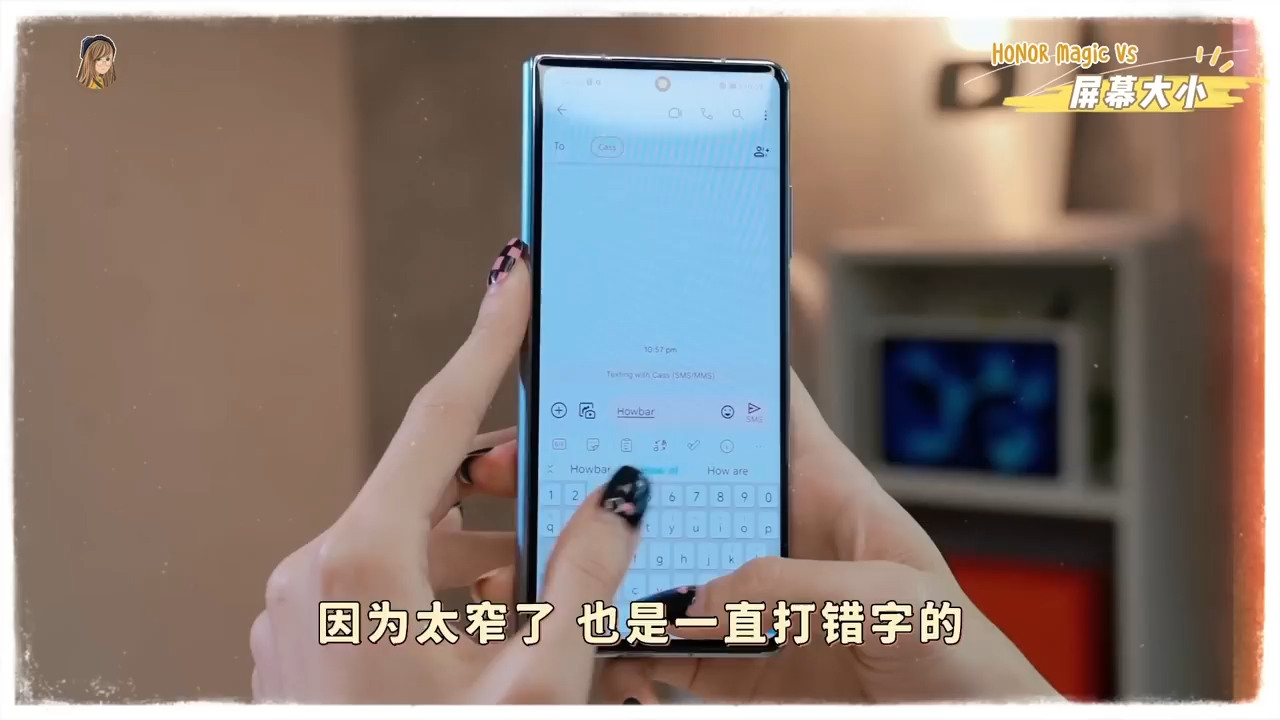 HONOR Magic Vs
屏幕大小
To
Cass
10:57 pm
Texting with Cass (SMS/MMS)
Howbar
SMS
Howbar
How are
1 2 6 7 8 9 0
q t y u i o p
g h j k
c
因为太窄了 也是一直打错字的